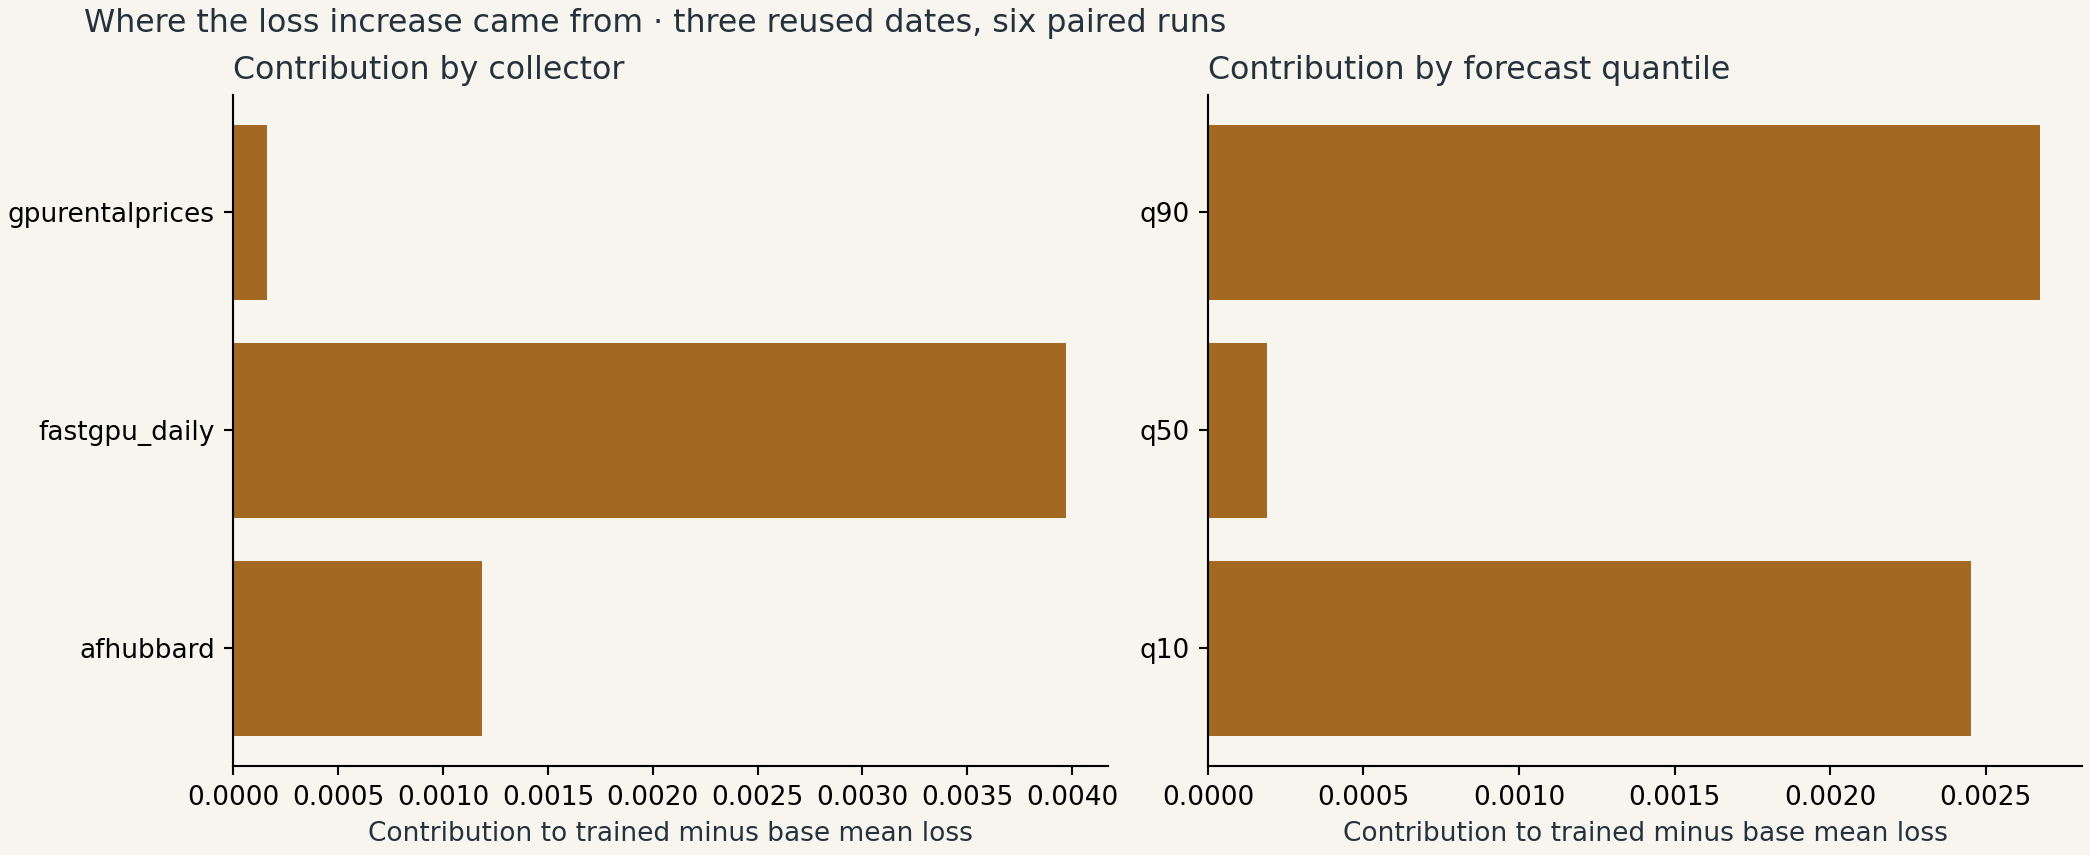 Where the loss increase came from · three reused dates, six paired runs
Contribution by collector
gpurentalprices
fastgpu_daily
afhubbard
0.0000 0.0005 0.0010 0.0015 0.0020 0.0025 0.0030 0.0035 0.0040
Contribution to trained minus base mean loss
Contribution by forecast quantile
q90
q50
q10
0.0000 0.0005 0.0010 0.0015 0.0020 0.0025
Contribution to trained minus base mean loss